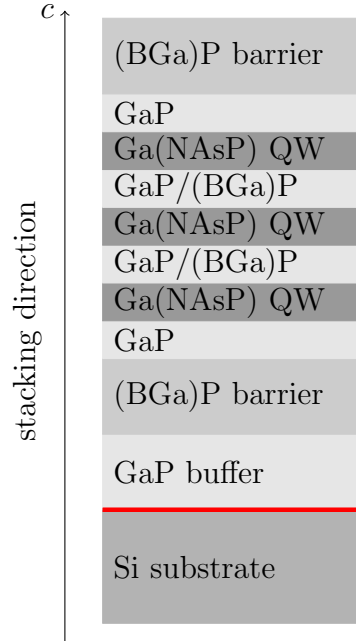 c
(BGa)P barrier
GaP
Ga(NAsP) QW
GaP/(BGa)P
Ga(NAsP) QW
GaP/(BGa)P
Ga(NAsP) QW
GaP
(BGa)P barrier
GaP buffer
Si substrate
stacking direction